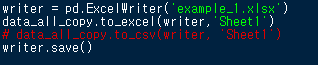 writer = pd.ExcelWriter('example_1.xlsx')
data_all_copy.to_excel(writer,'Sheet1')
# data_all_copy.to_csv(writer, 'Sheet1')
writer.save()